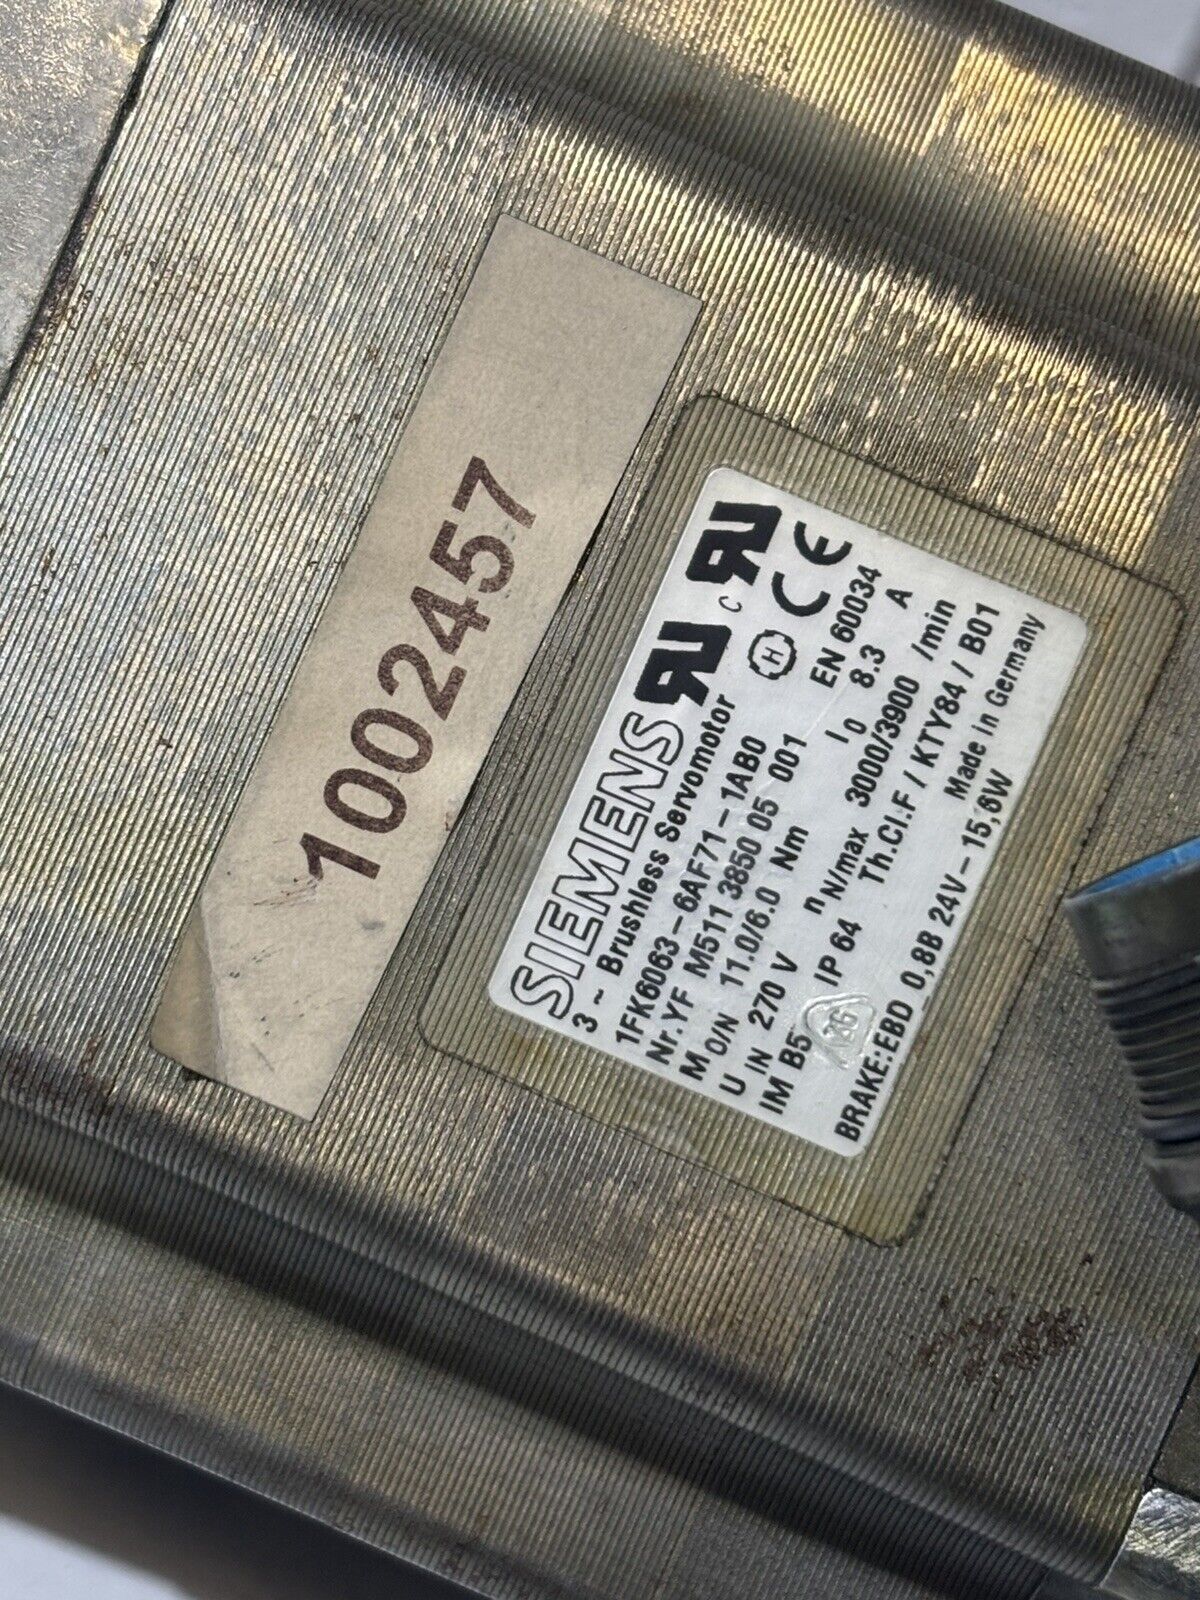 1002457
SIEMENS
3 ~ Brushless Servomotor
1FK6063-6AF71-1AB0
Nr.YF M511 3850 05 001
M O/N 11.0/6.0 Nm I0 8.3 A
U IN 270 V nN/max 3000/3900 /min
IM B5 IP 64 Th.Cl.F / KTY84 / B01
BRAKE:EBD 0,8B 24V-15,6W
c
H
CE
EN 60034
Made in Germany